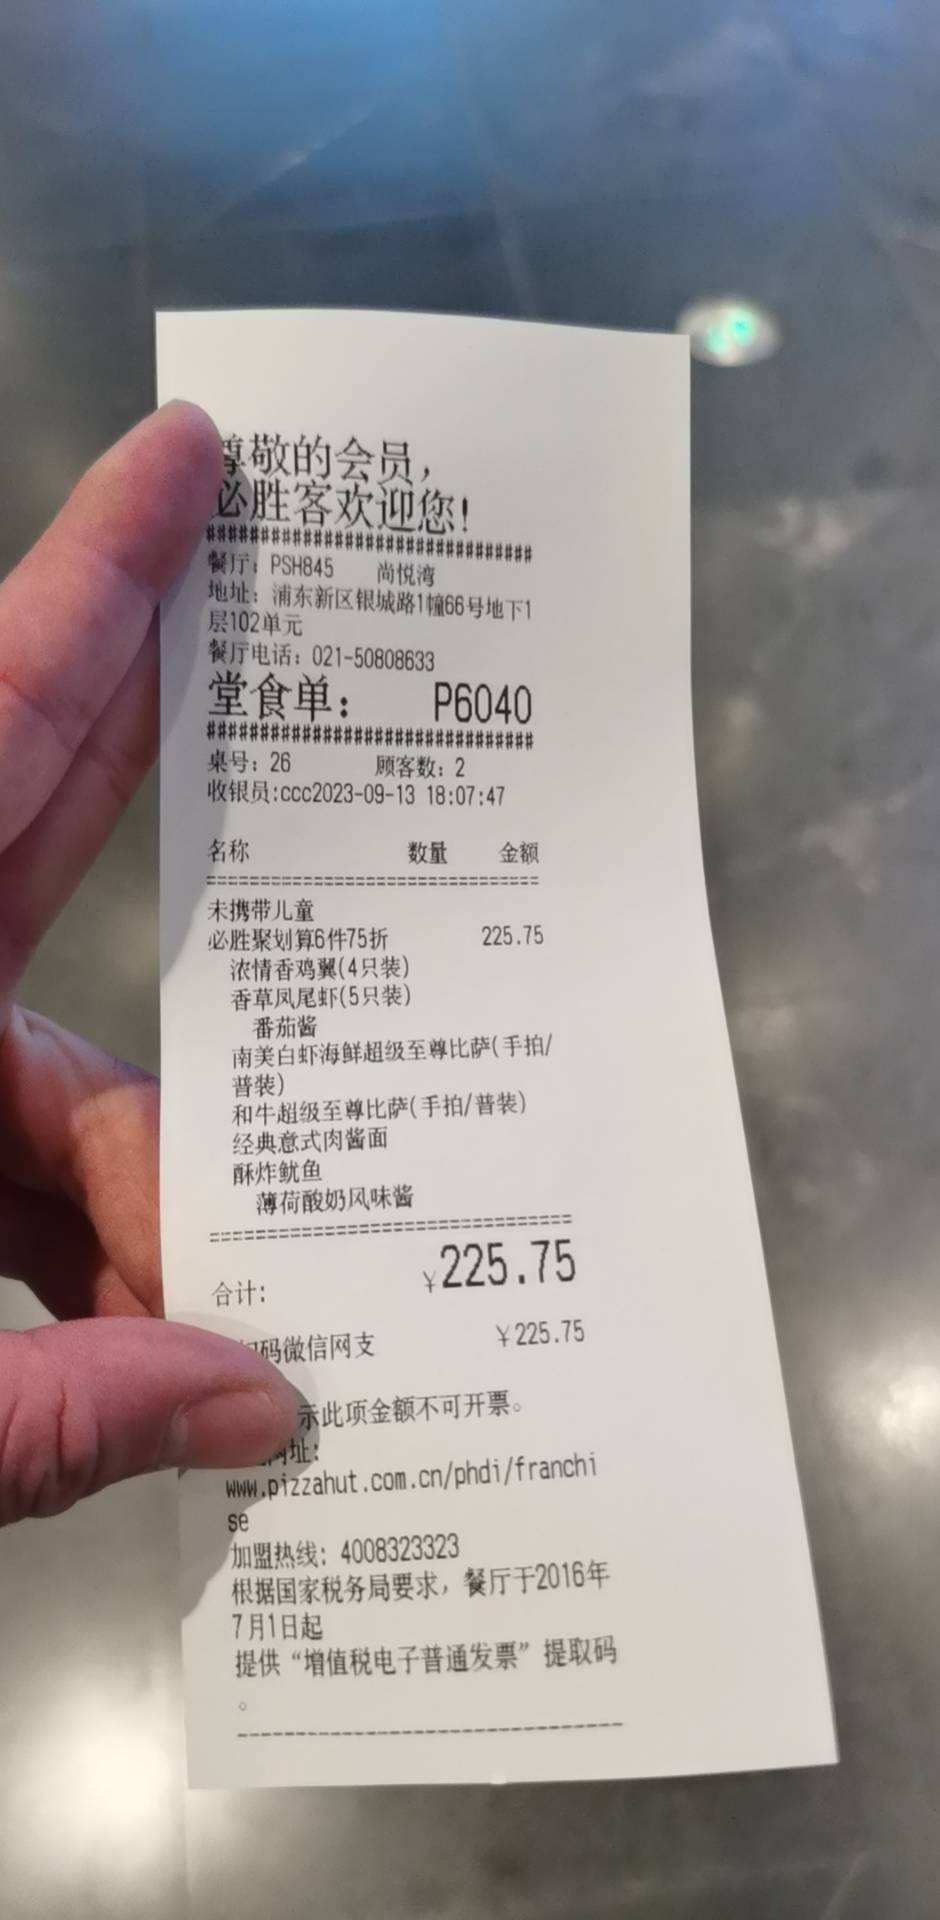 尊敬的会员，
必胜客欢迎您！
##############################
餐厅：PSH845 尚悦湾
地址：浦东新区银城路1幢66号地下1
层102单元
餐厅电话：021-50808633
堂食单： P6040
##############################
桌号：26 顾客数：2
收银员:ccc2023-09-13 18:07:47
名称 数量 金额
==============================
未携带儿童
必胜聚划算6件75折 225.75
浓情香鸡翼(4只装)
香草凤尾虾(5只装)
番茄酱
南美白虾海鲜超级至尊比萨(手拍/
普装)
和牛超级至尊比萨(手拍/普装)
经典意式肉酱面
酥炸鱿鱼
薄荷酸奶风味酱
==============================
合计： ¥225.75
扫码微信网支 ¥225.75
示此项金额不可开票。
网址：
www.pizzahut.com.cn/phdi/franchi
se
加盟热线：4008323323
根据国家税务局要求，餐厅于2016年
7月1日起
提供“增值税电子普通发票”提取码
。
------------------------------